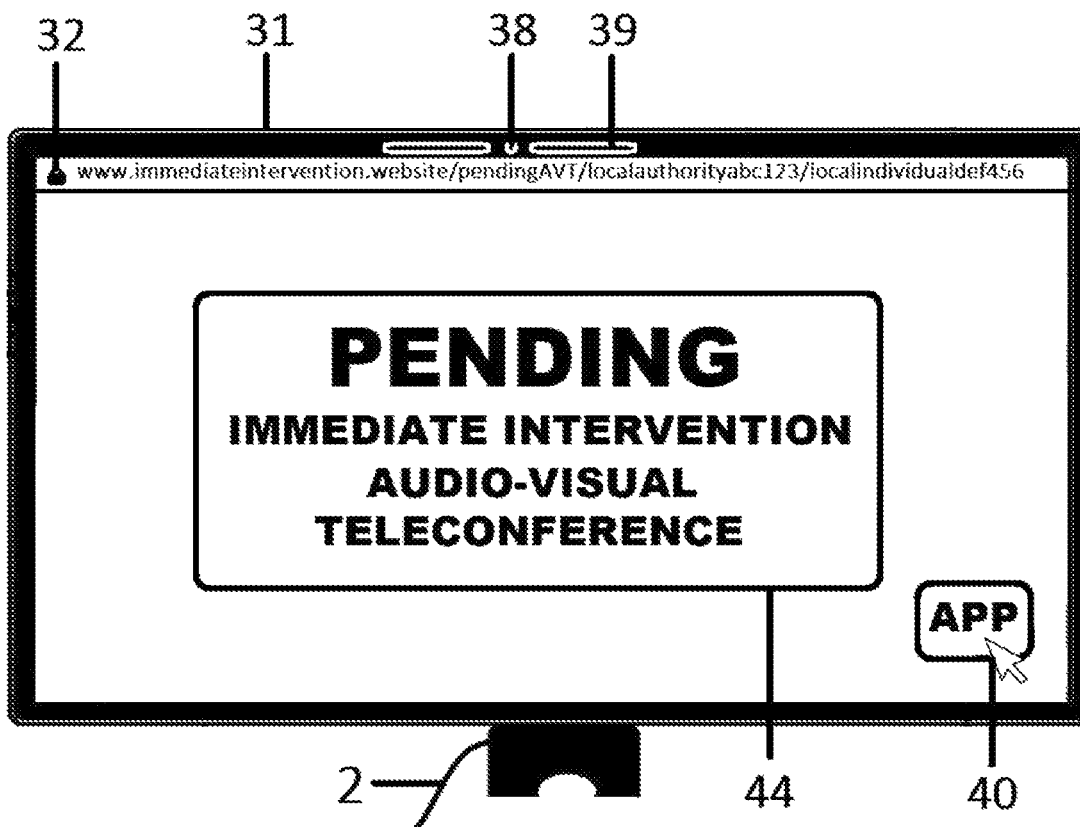 32 31 38 39
www.immediateintervention.website/pendingAVT/localauthorityabc123/localindividualdef456
PENDING
IMMEDIATE INTERVENTION
AUDIO-VISUAL
TELECONFERENCE
APP
2 44 40